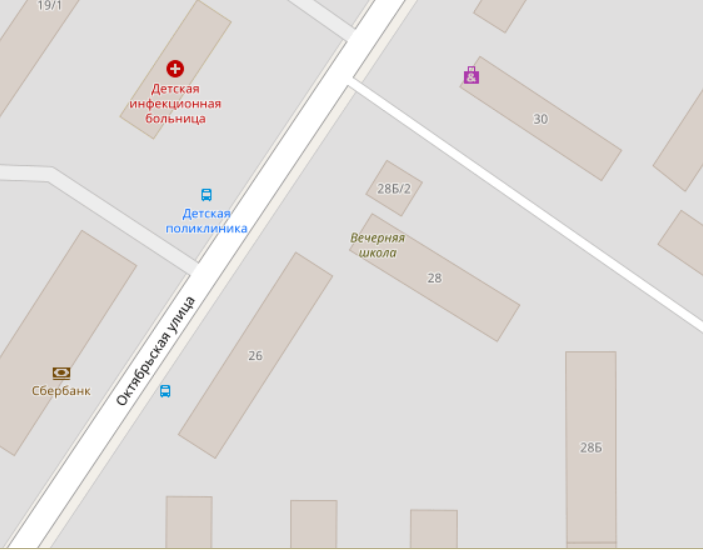 19/1
Детская
инфекционная
больница
30
28Б/2
Детская
поликлиника
Вечерняя
школа
28
Октябрьская улица
26
Сбербанк
28Б